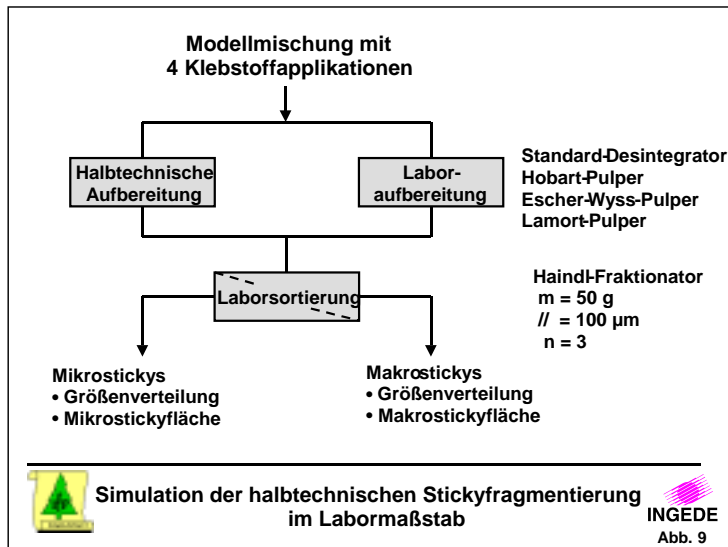 Modellmischung mit
4 Klebstoffapplikationen
Halbtechnische
Aufbereitung
Labor-
aufbereitung
Standard-Desintegrator
Hobart-Pulper
Escher-Wyss-Pulper
Lamort-Pulper
Laborsortierung
Haindl-Fraktionator
m = 50 g
// = 100 µm
n = 3
Mikrostickys
• Größenverteilung
• Mikrostickyfläche
Makrostickys
• Größenverteilung
• Makrostickyfläche
Simulation der halbtechnischen Stickyfragmentierung
im Labormaßstab
INGEDE
Abb. 9